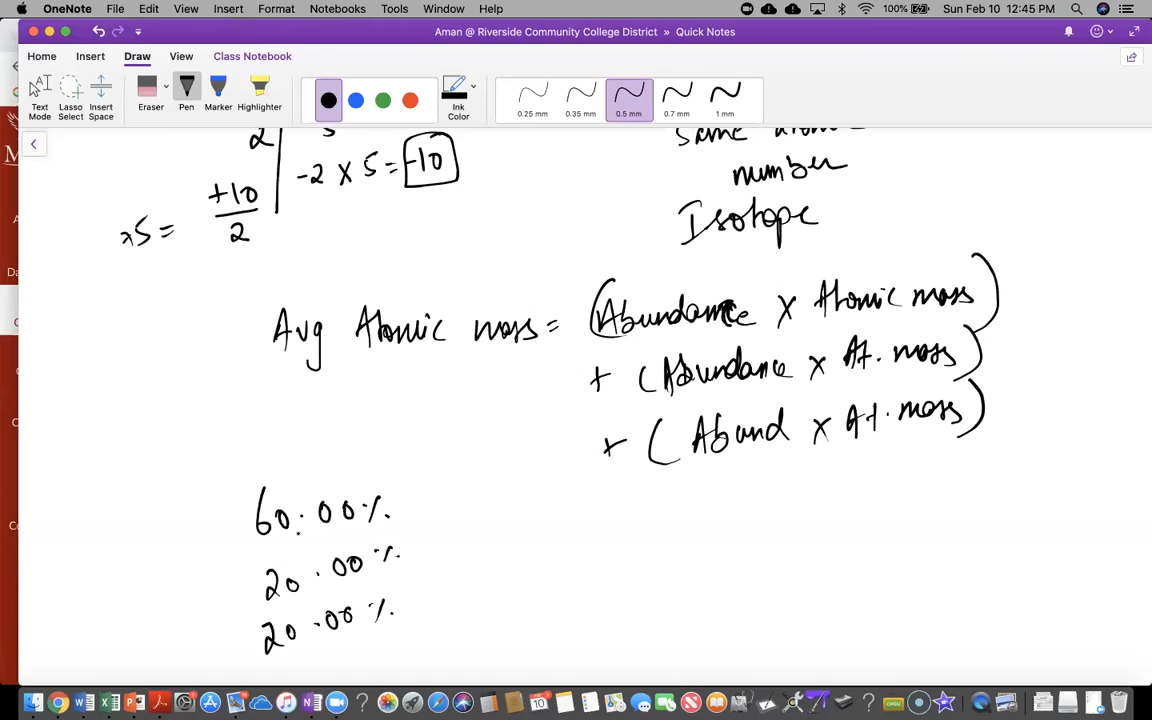 OneNote File Edit View Insert Format Notebooks Tools Window Help 100% Sun Feb 10 12:45 PM
Aman @ Riverside Community College District » Quick Notes
Home Insert Draw View Class Notebook
Text Mode Lasso Select Insert Space Eraser Pen Marker Highlighter Ink Color 0.25 mm 0.35 mm 0.5 mm 0.7 mm 1 mm
2
-2 x 5 = -10
+10
x5 =
2
Same atomic
number
Isotope
Avg Atomic mass = (Abundance x Atomic mass)
+ (Abundance x At. mass)
+ (Abund x At. mass)
60.00%
20.00%
20.00%